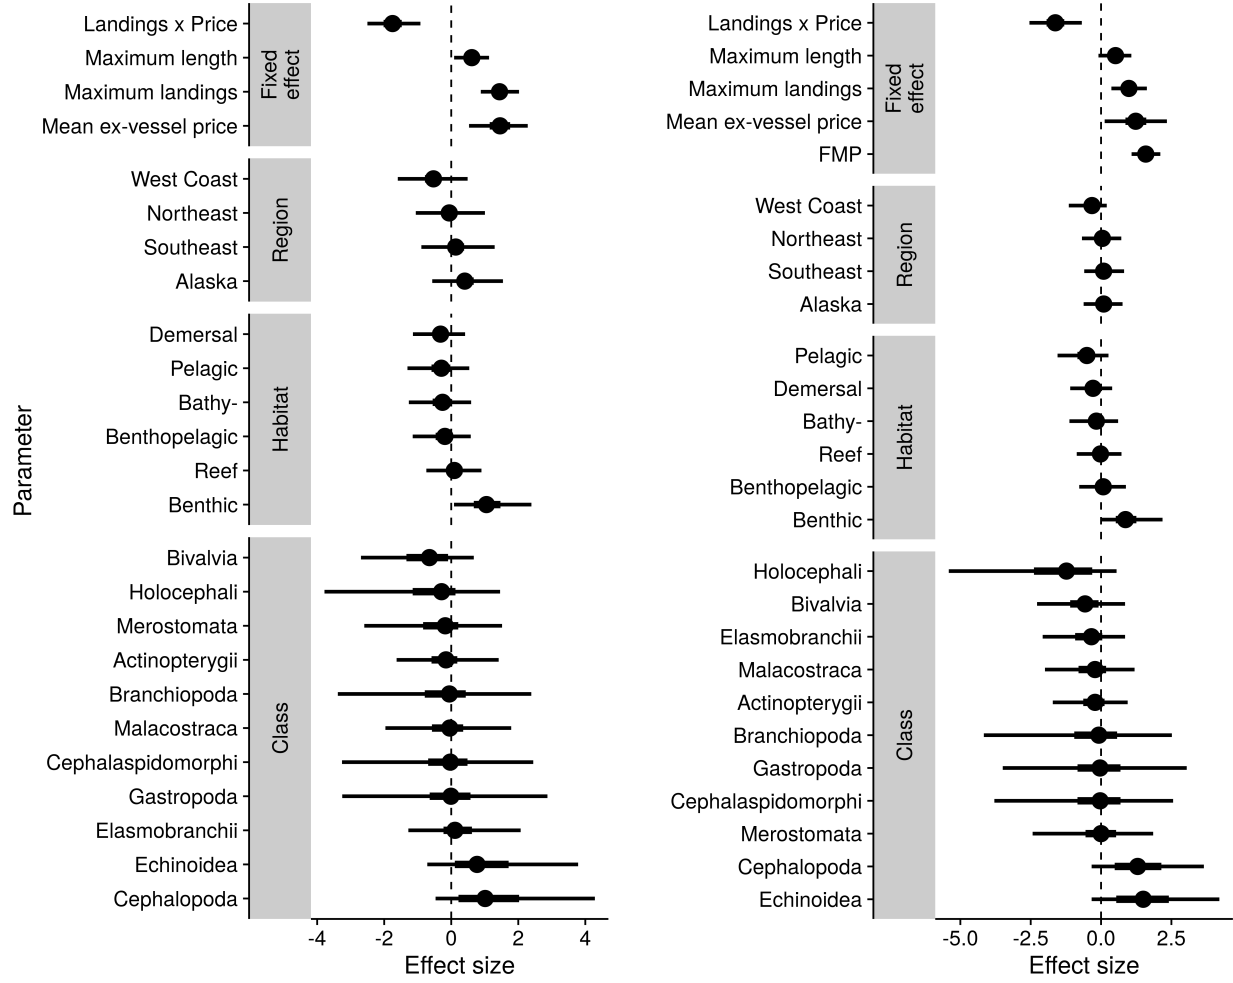 Parameter
Landings x Price
Maximum length
Maximum landings
Mean ex-vessel price
Fixed
effect
West Coast
Northeast
Southeast
Alaska
Region
Demersal
Pelagic
Bathy-
Benthopelagic
Reef
Benthic
Habitat
Bivalvia
Holocephali
Merostomata
Actinopterygii
Branchiopoda
Malacostraca
Cephalaspidomorphi
Gastropoda
Elasmobranchii
Echinoidea
Cephalopoda
Class
-4 -2 0 2 4
Effect size
Landings x Price
Maximum length
Maximum landings
Mean ex-vessel price
FMP
Fixed
effect
West Coast
Northeast
Southeast
Alaska
Region
Pelagic
Demersal
Bathy-
Reef
Benthopelagic
Benthic
Habitat
Holocephali
Bivalvia
Elasmobranchii
Malacostraca
Actinopterygii
Branchiopoda
Gastropoda
Cephalaspidomorphi
Merostomata
Cephalopoda
Echinoidea
Class
-5.0 -2.5 0.0 2.5
Effect size